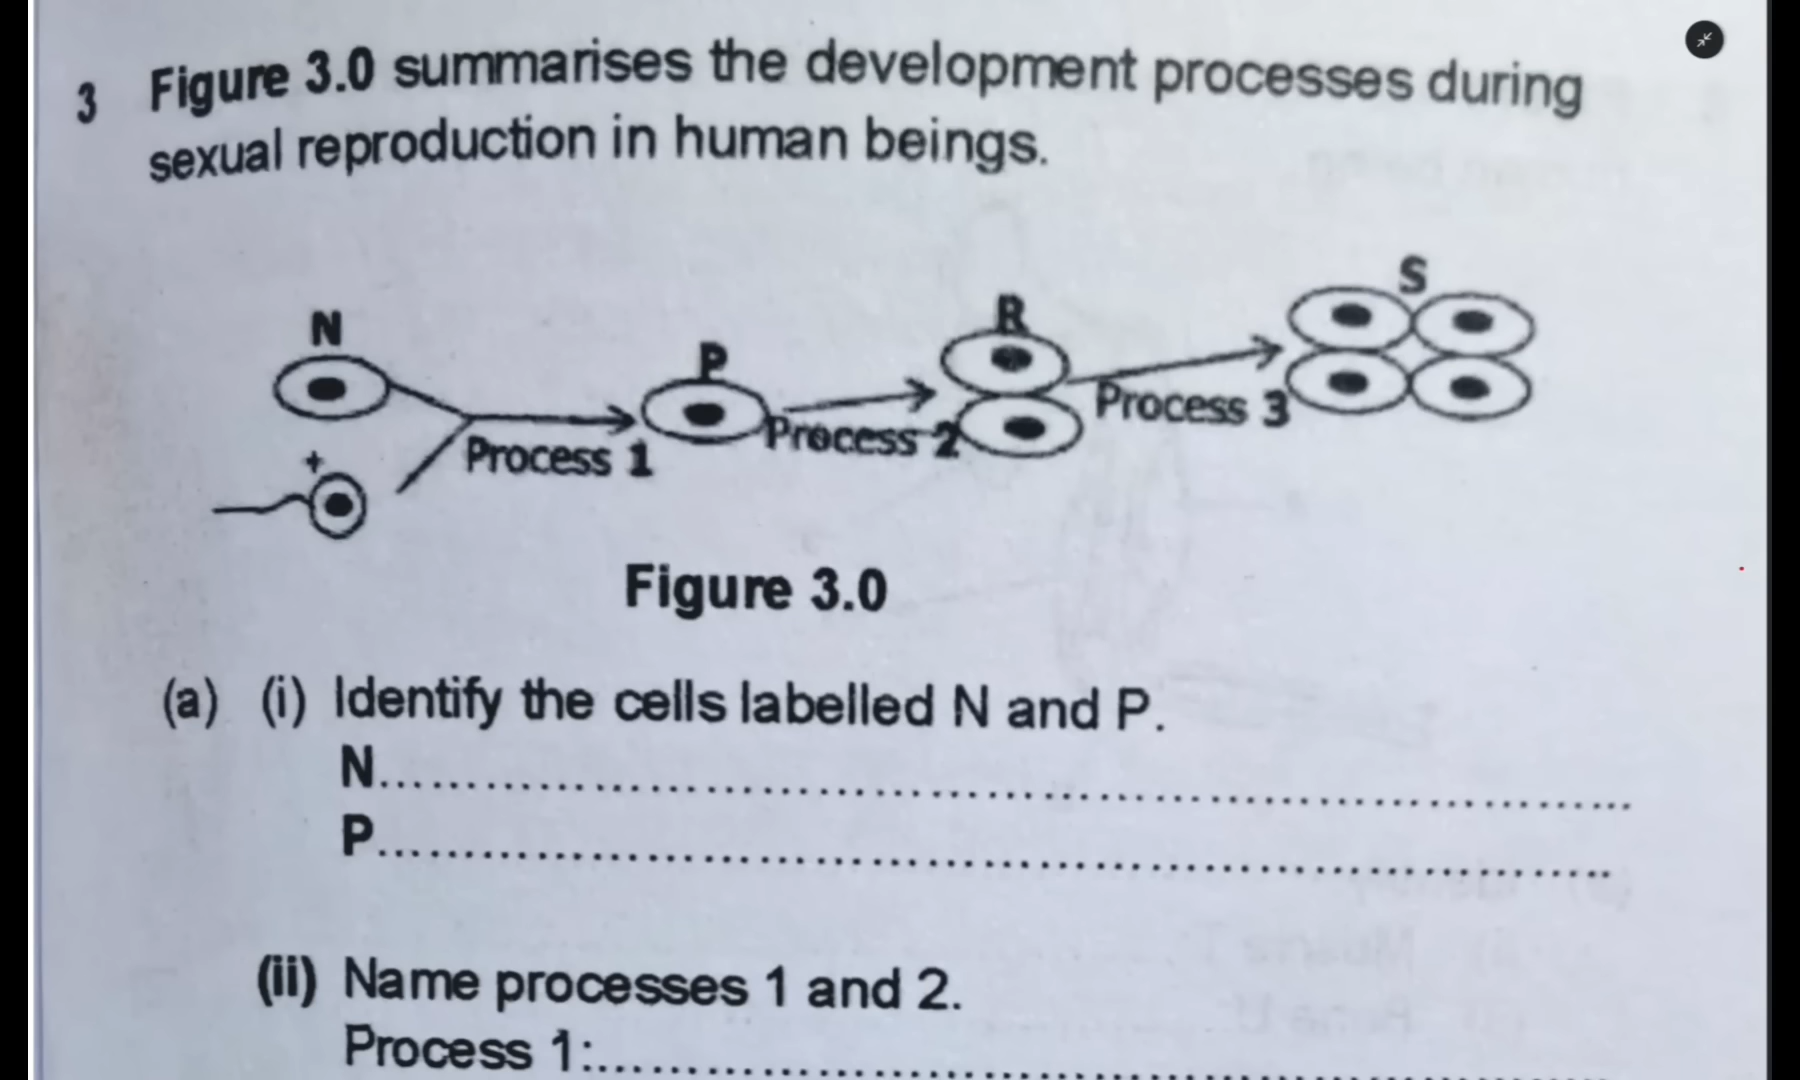 3 Figure 3.0 summarises the development processes during
sexual reproduction in human beings.
N
P
R
S
+
Process 1
Process 2
Process 3
Figure 3.0
(a) (i) Identify the cells labelled N and P.
N......................................................................
P......................................................................
(ii) Name processes 1 and 2.
Process 1:......................................................